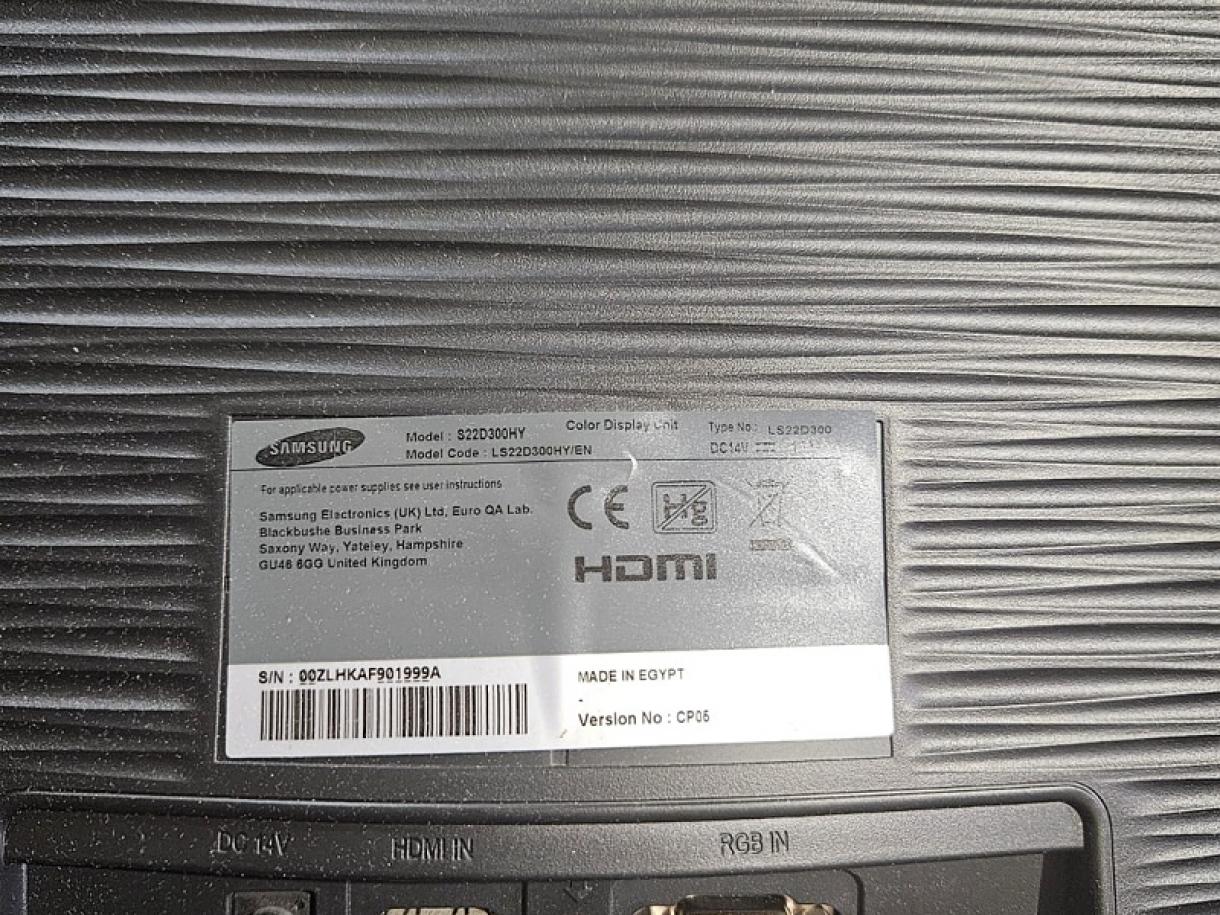 SAMSUNG
Model : S22D300HY
Model Code : LS22D300HY/EN
Color Display Unit
Type No.: LS22D300
DC14V
For applicable power supplies see user instructions
Samsung Electronics (UK) Ltd, Euro QA Lab.
Blackbushe Business Park
Saxony Way, Yateley, Hampshire
GU46 6GG United Kingdom
CE
Hg
HDMI
S/N : 00ZLHKAF901999A
MADE IN EGYPT
-
Version No : CP05
DC 14V
HDMI IN
RGB IN